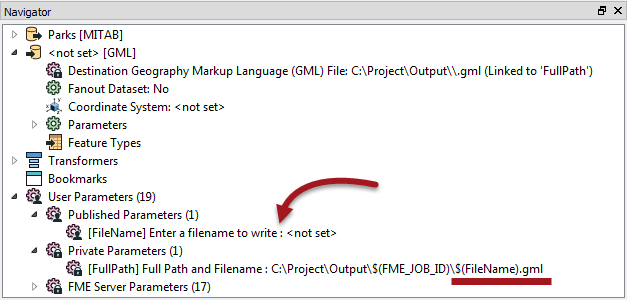 Navigator
Parks [MITAB]
<not set> [GML]
Destination Geography Markup Language (GML) File: C:\Project\Output\\.gml (Linked to 'FullPath')
Fanout Dataset: No
Coordinate System: <not set>
Parameters
Feature Types
Transformers
Bookmarks
User Parameters (19)
Published Parameters (1)
[FileName] Enter a filename to write : <not set>
Private Parameters (1)
[FullPath] Full Path and Filename : C:\Project\Output\$(FME_JOB_ID)\$(FileName).gml
FME Server Parameters (17)